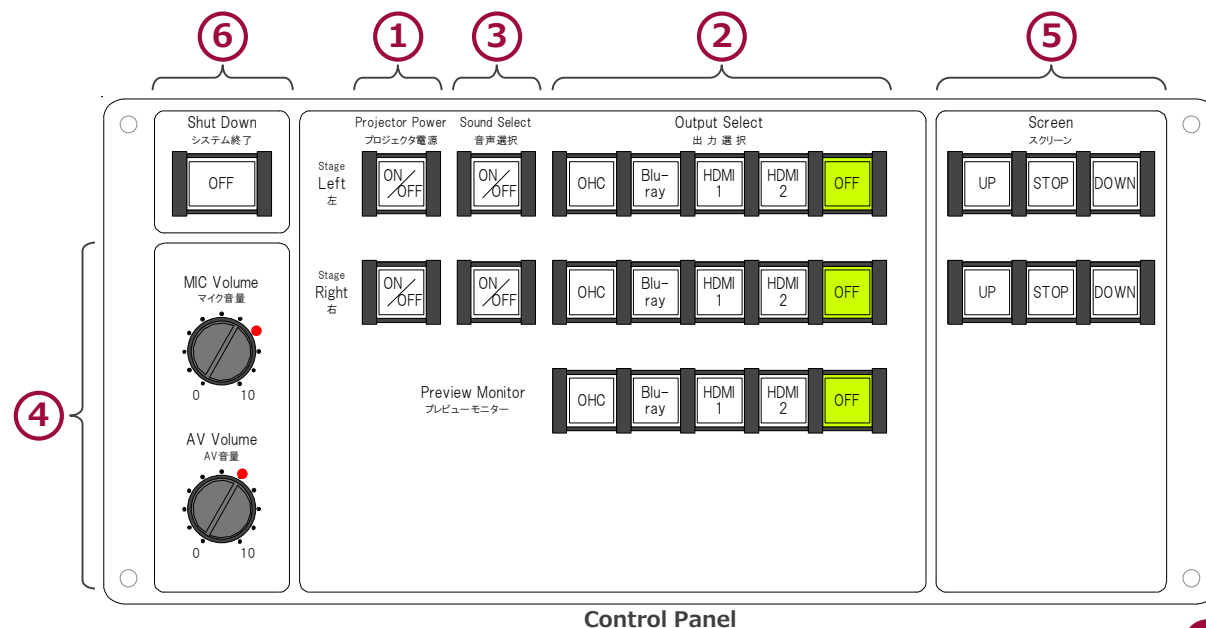 ⑥
①
③
②
⑤
Shut Down
システム終了
OFF
Projector Power
プロジェクタ電源
Sound Select
音声選択
Output Select
出力選択
Screen
スクリーン
Stage
Left
左
ON/OFF
ON/OFF
OHC
Blu-
ray
HDMI
1
HDMI
2
OFF
UP
STOP
DOWN
Stage
Right
右
ON/OFF
ON/OFF
OHC
Blu-
ray
HDMI
1
HDMI
2
OFF
UP
STOP
DOWN
④
MIC Volume
マイク音量
0 10
Preview Monitor
プレビューモニター
OHC
Blu-
ray
HDMI
1
HDMI
2
OFF
AV Volume
AV音量
0 10
Control Panel